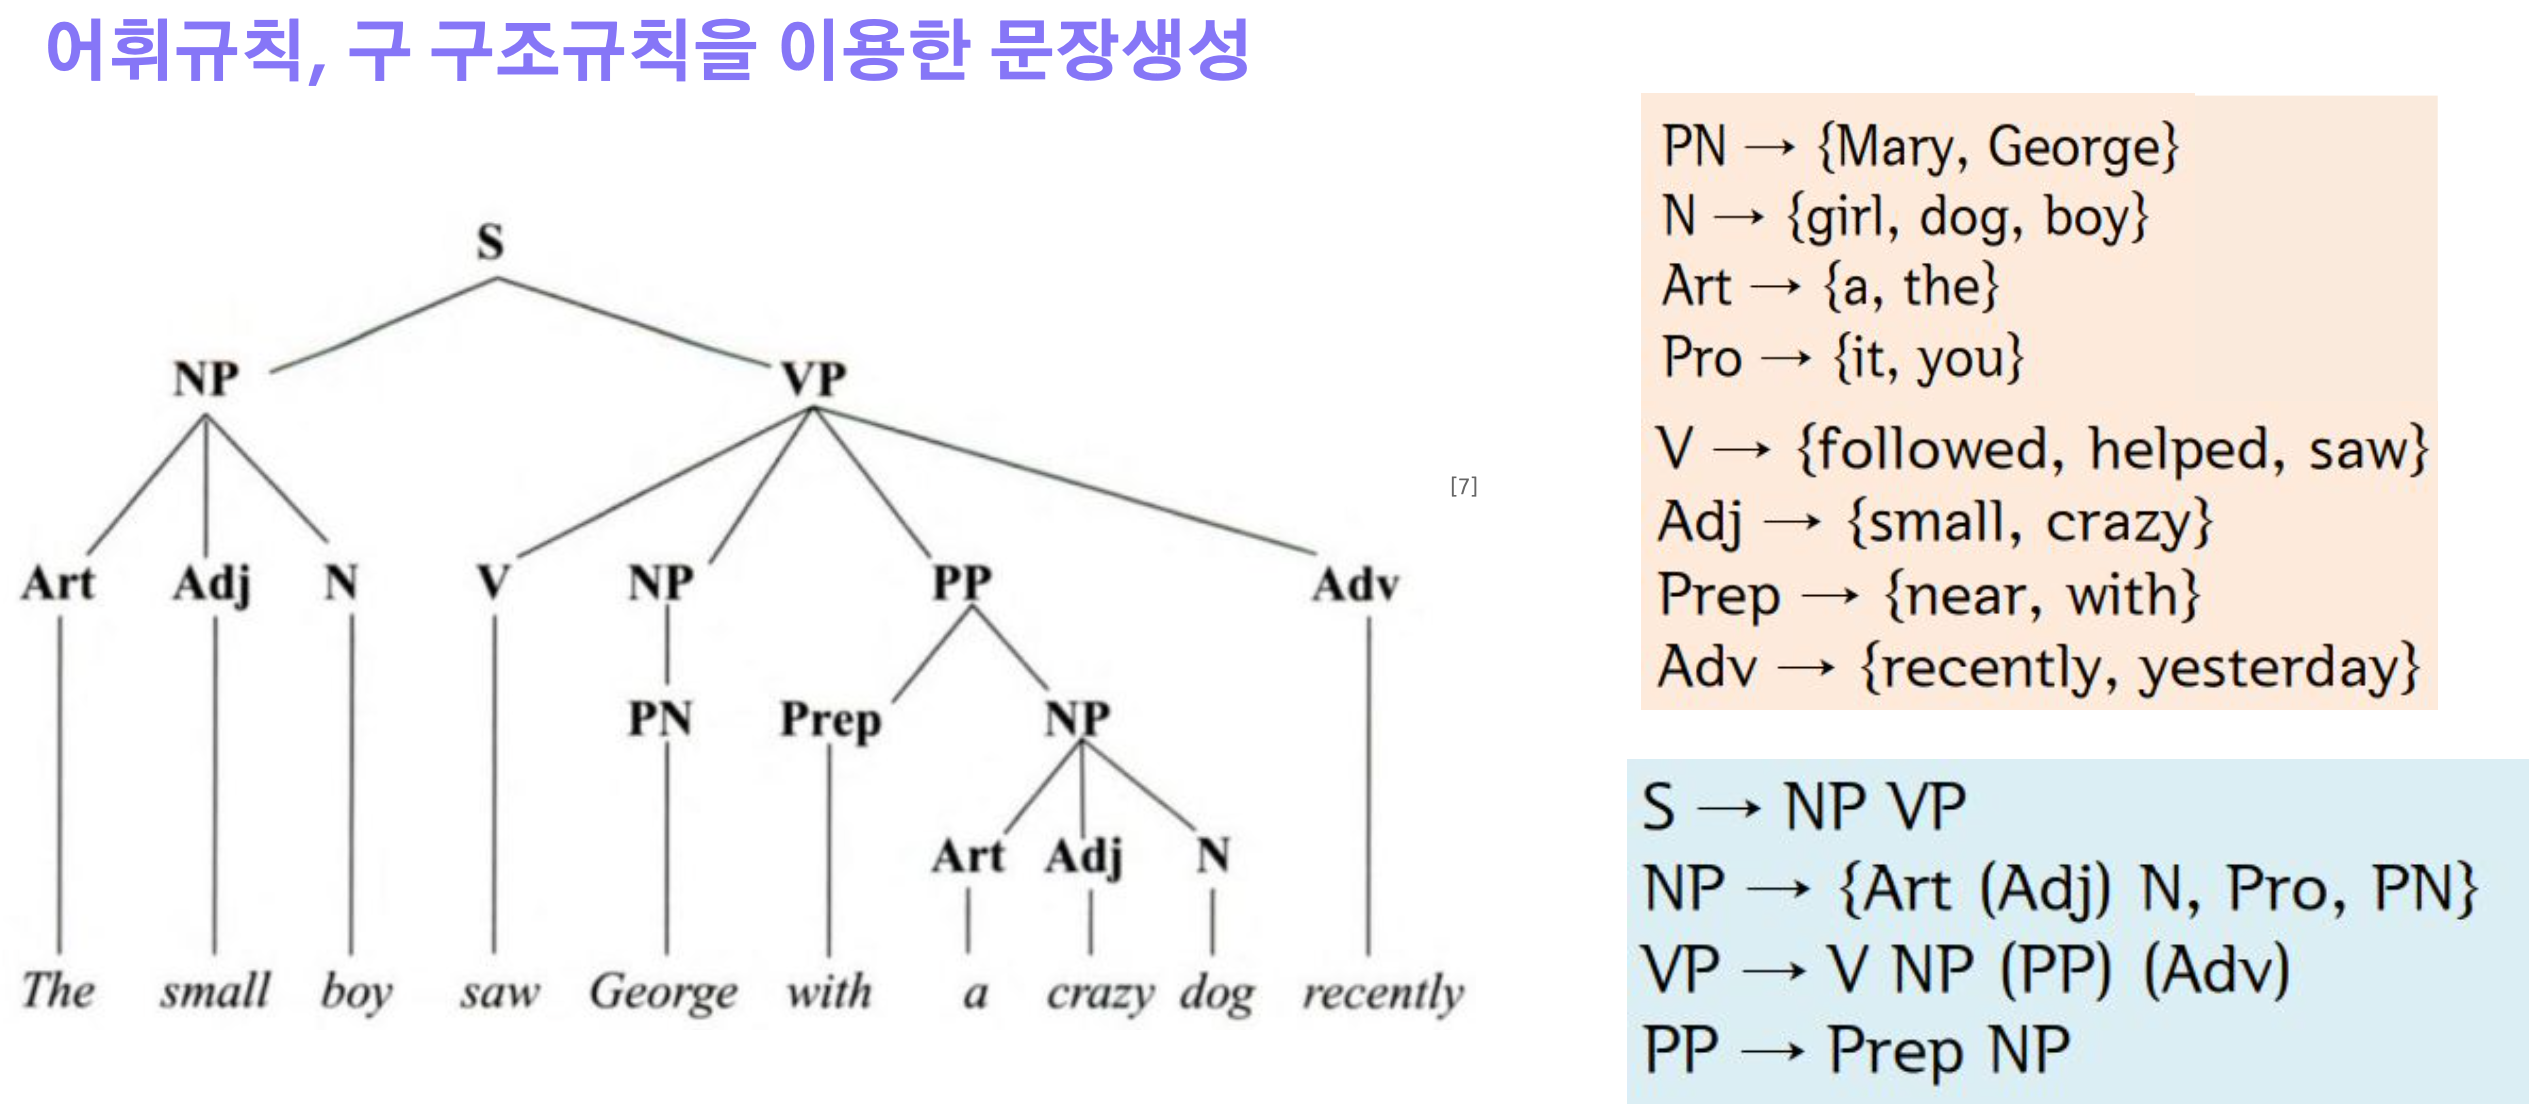 어휘규칙, 구 구조규칙을 이용한 문장생성
S
NP VP
Art Adj N V NP PP Adv
PN Prep NP
Art Adj N
The small boy saw George with a crazy dog recently
[7]
PN → {Mary, George}
N → {girl, dog, boy}
Art → {a, the}
Pro → {it, you}
V → {followed, helped, saw}
Adj → {small, crazy}
Prep → {near, with}
Adv → {recently, yesterday}
S → NP VP
NP → {Art (Adj) N, Pro, PN}
VP → V NP (PP) (Adv)
PP → Prep NP